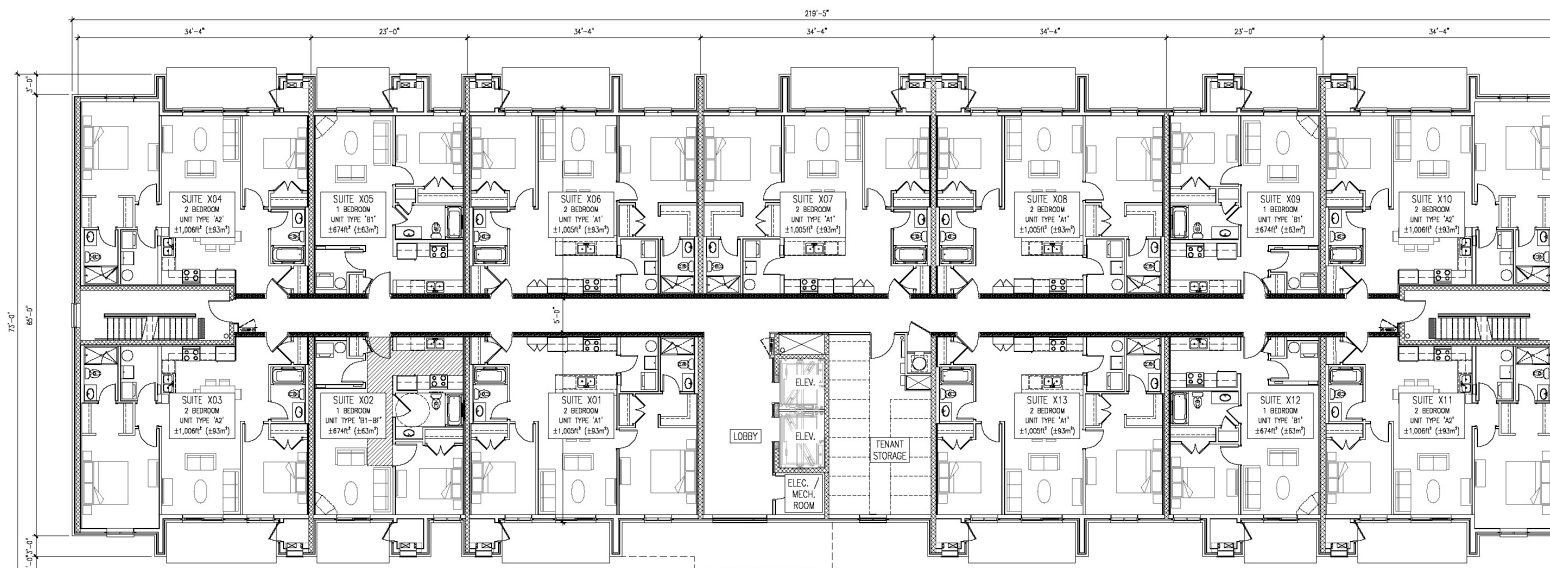 219'-5"
34'-4"
23'-0"
34'-4"
34'-4"
34'-4"
23'-0"
34'-4"
3'-0"
73'-0"
65'-0"
5'-0"
3'-0"
SUITE X04
2 BEDROOM
UNIT TYPE 'A2'
±1,006ft² (±93m²)
SUITE X05
1 BEDROOM
UNIT TYPE 'B1'
±674ft² (±63m²)
SUITE X06
2 BEDROOM
UNIT TYPE 'A1'
±1,005ft² (±93m²)
SUITE X07
2 BEDROOM
UNIT TYPE 'A1'
±1,005ft² (±93m²)
SUITE X08
2 BEDROOM
UNIT TYPE 'A1'
±1,005ft² (±93m²)
SUITE X09
1 BEDROOM
UNIT TYPE 'B1'
±674ft² (±63m²)
SUITE X10
2 BEDROOM
UNIT TYPE 'A2'
±1,006ft² (±93m²)
SUITE X03
2 BEDROOM
UNIT TYPE 'A2'
±1,006ft² (±93m²)
SUITE X02
1 BEDROOM
UNIT TYPE 'B1-BF'
±674ft² (±63m²)
SUITE X01
2 BEDROOM
UNIT TYPE 'A1'
±1,005ft² (±93m²)
LOBBY
ELEV.
ELEV.
ELEC. /
MECH.
ROOM
TENANT
STORAGE
SUITE X13
2 BEDROOM
UNIT TYPE 'A1'
±1,005ft² (±93m²)
SUITE X12
1 BEDROOM
UNIT TYPE 'B1'
±674ft² (±63m²)
SUITE X11
2 BEDROOM
UNIT TYPE 'A2'
±1,006ft² (±93m²)